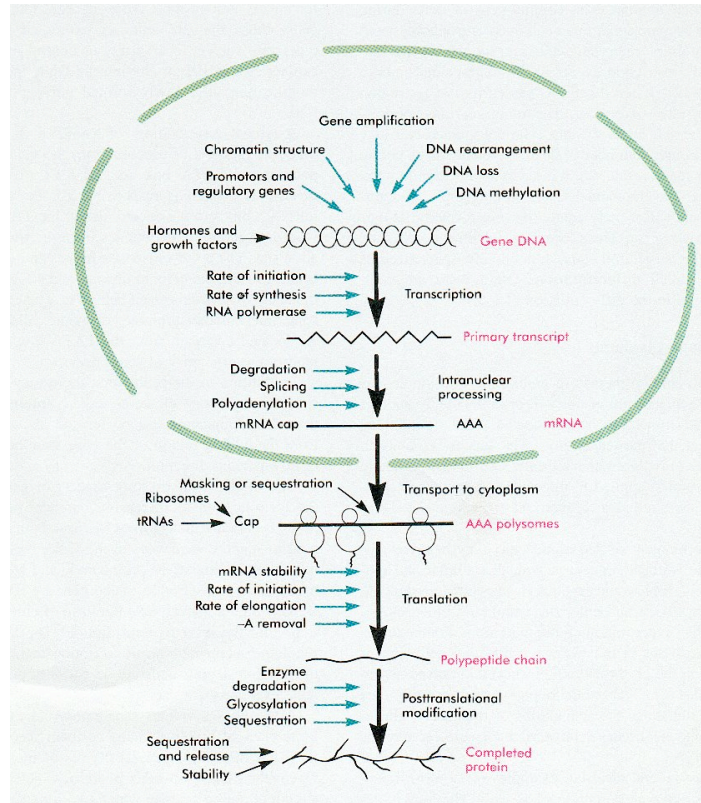 Gene amplification
Chromatin structure
DNA rearrangement
DNA loss
Promotors and
regulatory genes
DNA methylation
Hormones and
growth factors
Gene DNA
Rate of initiation
Rate of synthesis
RNA polymerase
Transcription
Primary transcript
Degradation
Splicing
Polyadenylation
Intranuclear
processing
mRNA cap
AAA
mRNA
Masking or sequestration
Transport to cytoplasm
Ribosomes
tRNAs
Cap
AAA polysomes
mRNA stability
Rate of initiation
Rate of elongation
–A removal
Translation
Polypeptide chain
Enzyme
degradation
Glycosylation
Sequestration
Posttranslational
modification
Sequestration
and release
Stability
Completed
protein